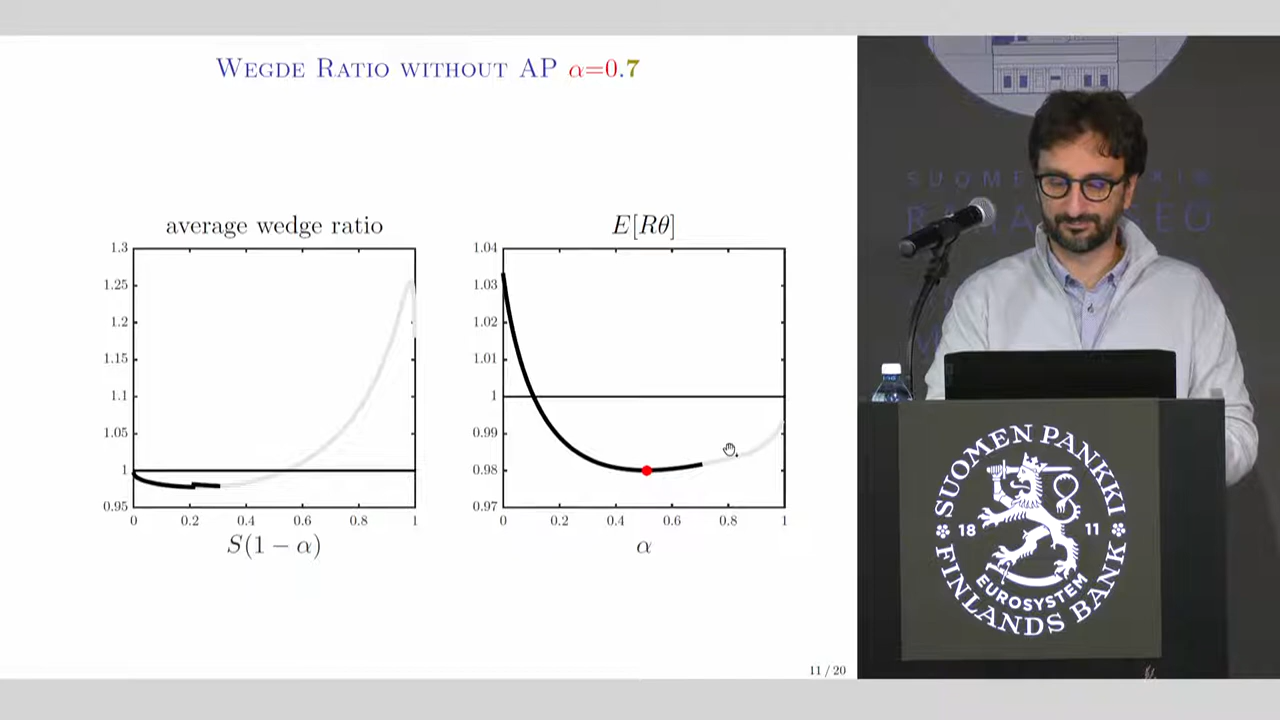 WEGDE RATIO WITHOUT AP α=0.7
average wedge ratio
1.3
1.25
1.2
1.15
1.1
1.05
1
0.95
0 0.2 0.4 0.6 0.8 1
S(1 − α)
E[Rθ]
1.04
1.03
1.02
1.01
1
0.99
0.98
0.97
0 0.2 0.4 0.6 0.8 1
α
11 / 20
SUOMEN PANKKI
18 11
EUROSYSTEM
FINLANDS BANK